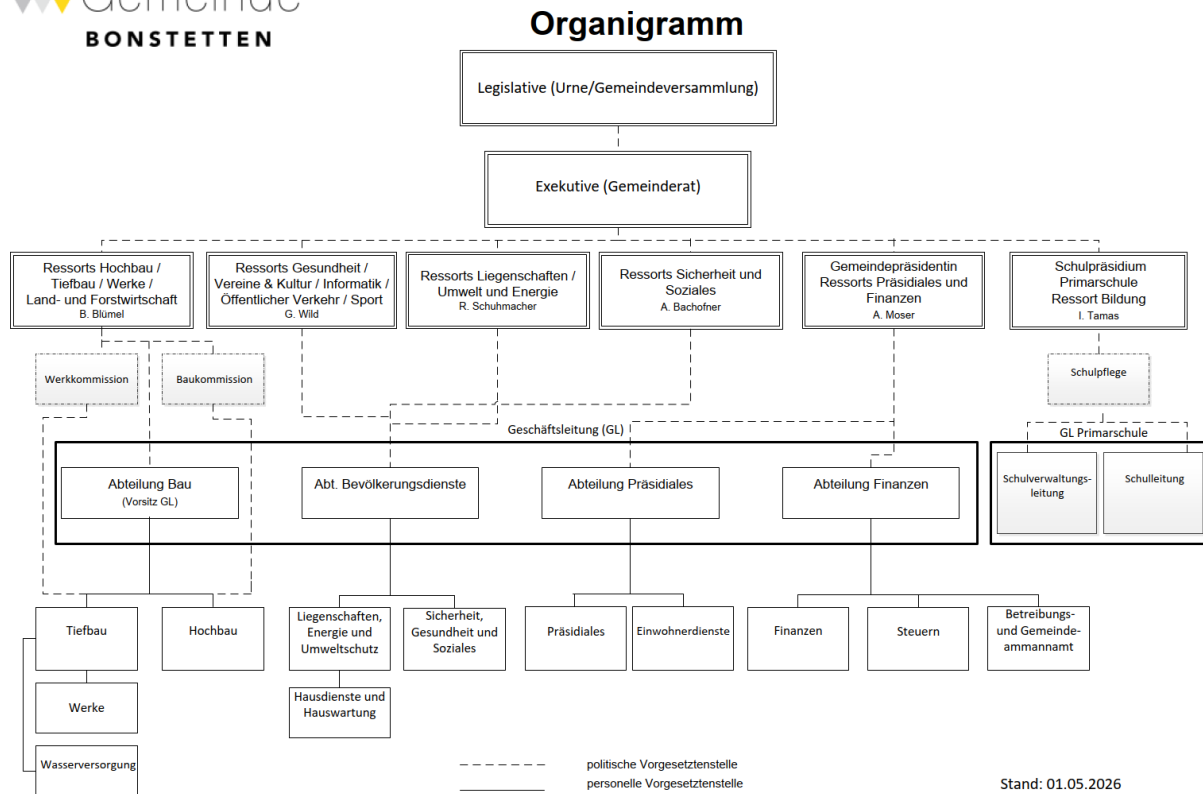 Gemeinde
BONSTETTEN
Organigramm
Legislative (Urne/Gemeindeversammlung)
Exekutive (Gemeinderat)
Ressorts Hochbau /
Tiefbau / Werke /
Land- und Forstwirtschaft
B. Blümel
Ressorts Gesundheit /
Vereine & Kultur / Informatik /
Öffentlicher Verkehr / Sport
G. Wild
Ressorts Liegenschaften /
Umwelt und Energie
R. Schuhmacher
Ressorts Sicherheit und
Soziales
A. Bachofner
Gemeindepräsidentin
Ressorts Präsidiales und
Finanzen
A. Moser
Schulpräsidium
Primarschule
Ressort Bildung
I. Tamas
Werkkommission
Baukommission
Schulpflege
Geschäftsleitung (GL)
GL Primarschule
Abteilung Bau
(Vorsitz GL)
Abt. Bevölkerungsdienste
Abteilung Präsidiales
Abteilung Finanzen
Schulverwaltungs-
leitung
Schulleitung
Tiefbau
Hochbau
Liegenschaften,
Energie und
Umweltschutz
Sicherheit,
Gesundheit und
Soziales
Präsidiales
Einwohnerdienste
Finanzen
Steuern
Betreibungs-
und Gemeinde-
ammannamt
Werke
Hausdienste und
Hauswartung
Wasserversorgung
politische Vorgesetztenstelle
personelle Vorgesetztenstelle
Stand: 01.05.2026